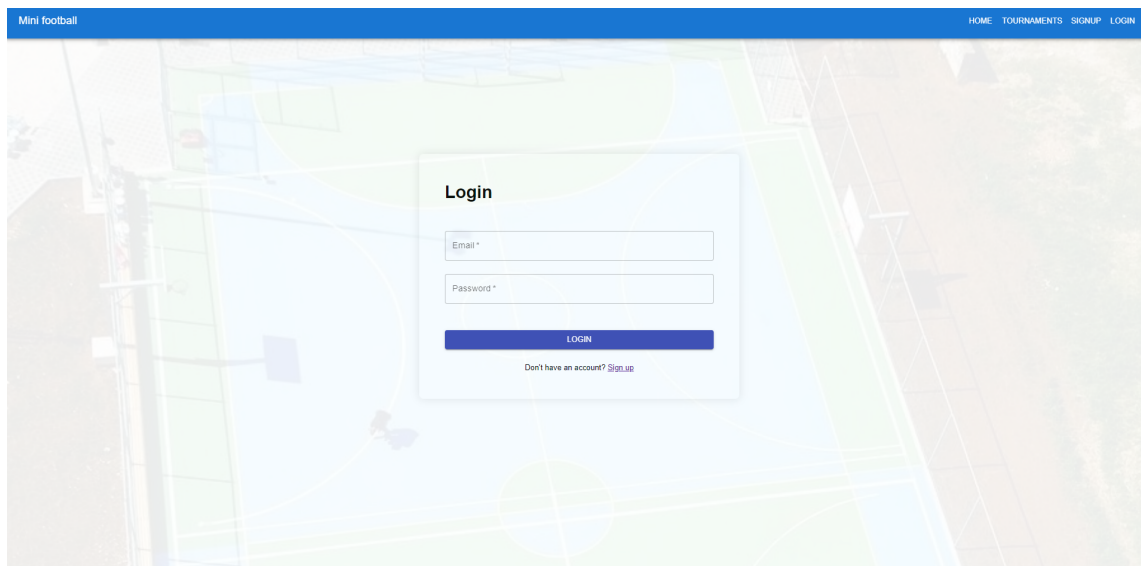 Mini football
HOME TOURNAMENTS SIGNUP LOGIN
Login
Email *
Password *
LOGIN
Don't have an account? Sign up